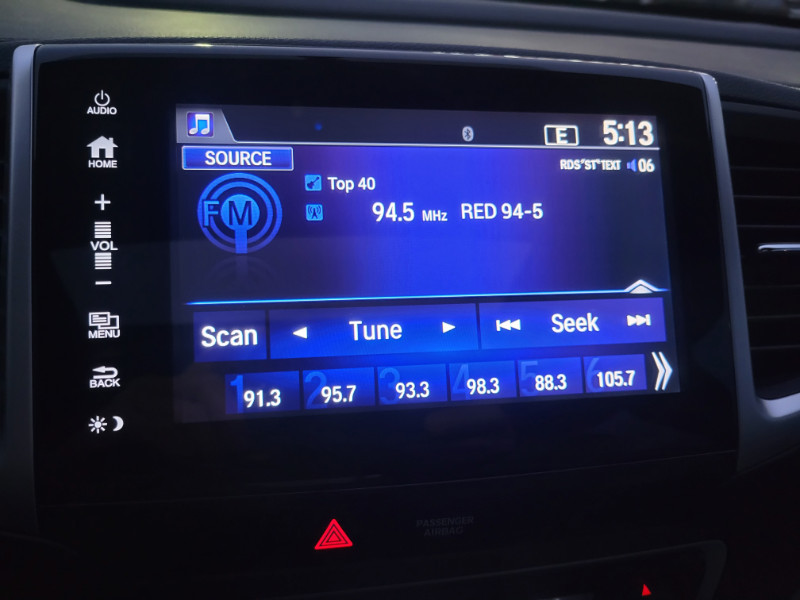 AUDIO
HOME
+
VOL
−
MENU
BACK
E
5:13
SOURCE
RDS "ST" TEXT 06
FM
Top 40
94.5 MHz RED 94-5
Scan
Tune
Seek
1 91.3
2 95.7
3 93.3
4 98.3
5 88.3
6 105.7
PASSENGER
AIRBAG